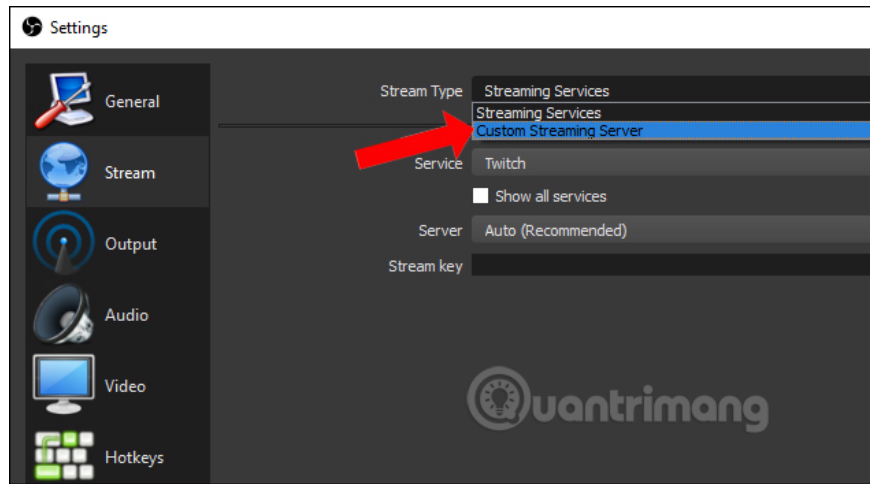 Settings
General
Stream
Output
Audio
Video
Hotkeys
Stream Type Streaming Services
Streaming Services
Custom Streaming Server
Service Twitch
Show all services
Server Auto (Recommended)
Stream key
Quantrimang